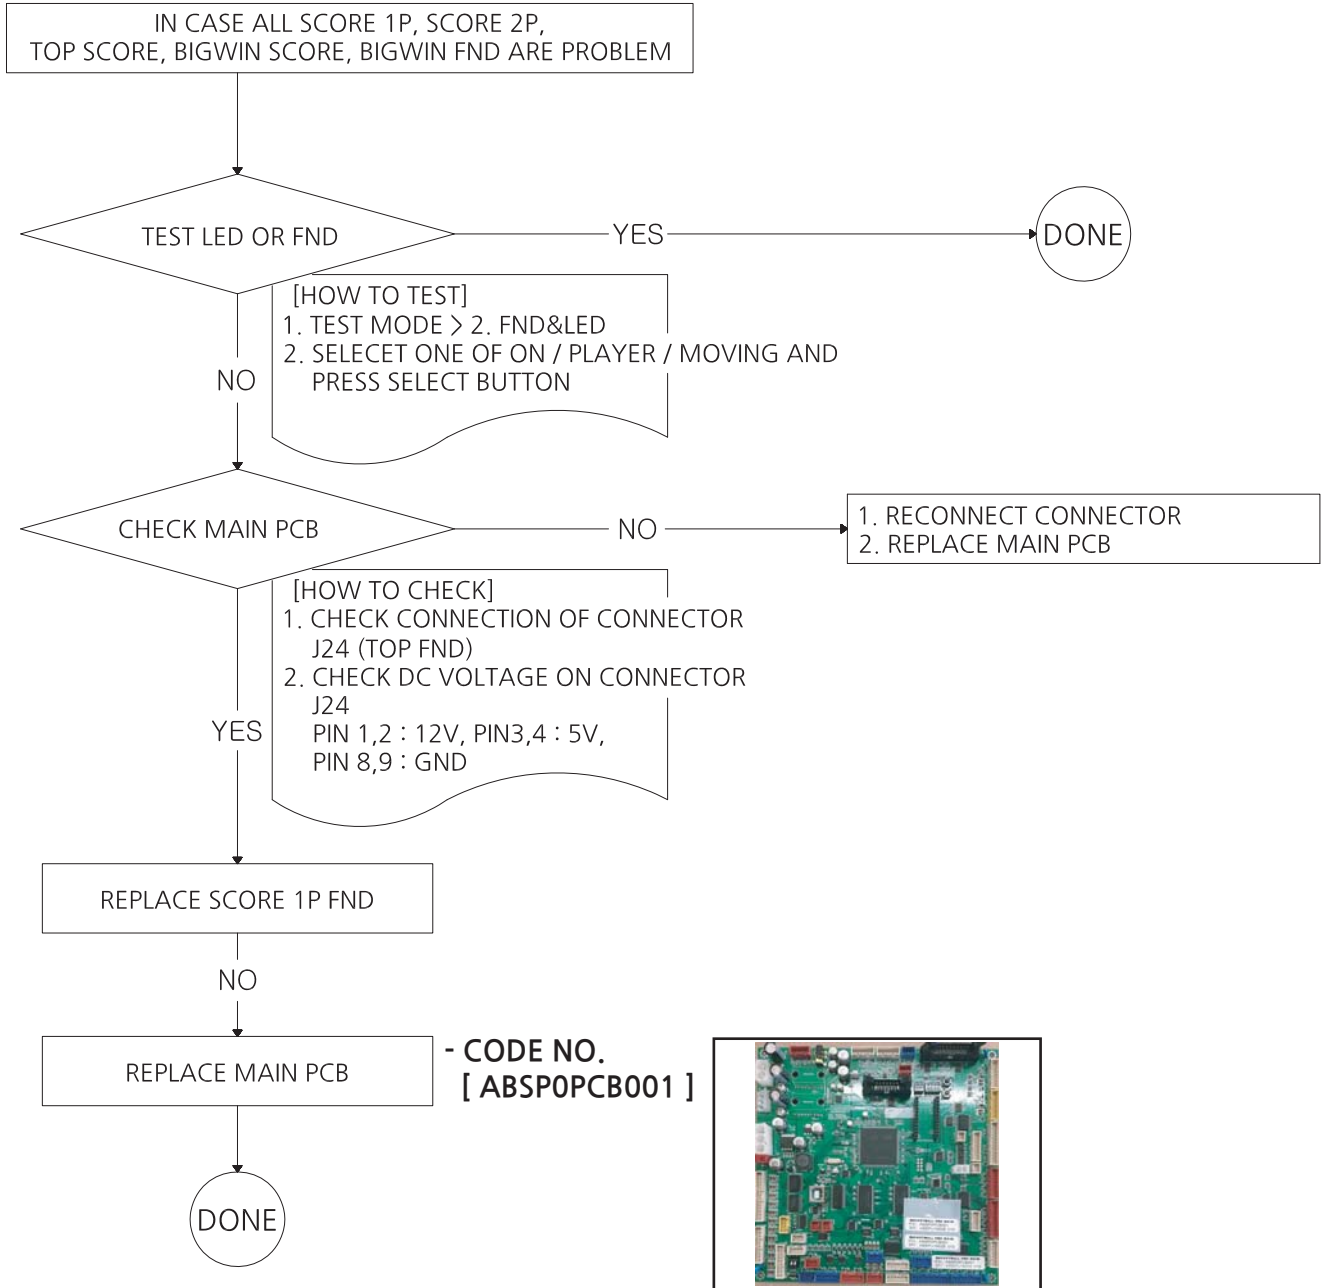 IN CASE ALL SCORE 1P, SCORE 2P,
TOP SCORE, BIGWIN SCORE, BIGWIN FND ARE PROBLEM
TEST LED OR FND
YES
DONE
[HOW TO TEST]
1. TEST MODE > 2. FND&LED
2. SELECET ONE OF ON / PLAYER / MOVING AND
PRESS SELECT BUTTON
NO
CHECK MAIN PCB
NO
1. RECONNECT CONNECTOR
2. REPLACE MAIN PCB
[HOW TO CHECK]
1. CHECK CONNECTION OF CONNECTOR
J24 (TOP FND)
2. CHECK DC VOLTAGE ON CONNECTOR
J24
PIN 1,2 : 12V, PIN3,4 : 5V,
PIN 8,9 : GND
YES
REPLACE SCORE 1P FND
NO
REPLACE MAIN PCB
- CODE NO.
[ ABSP0PCB001 ]
DONE